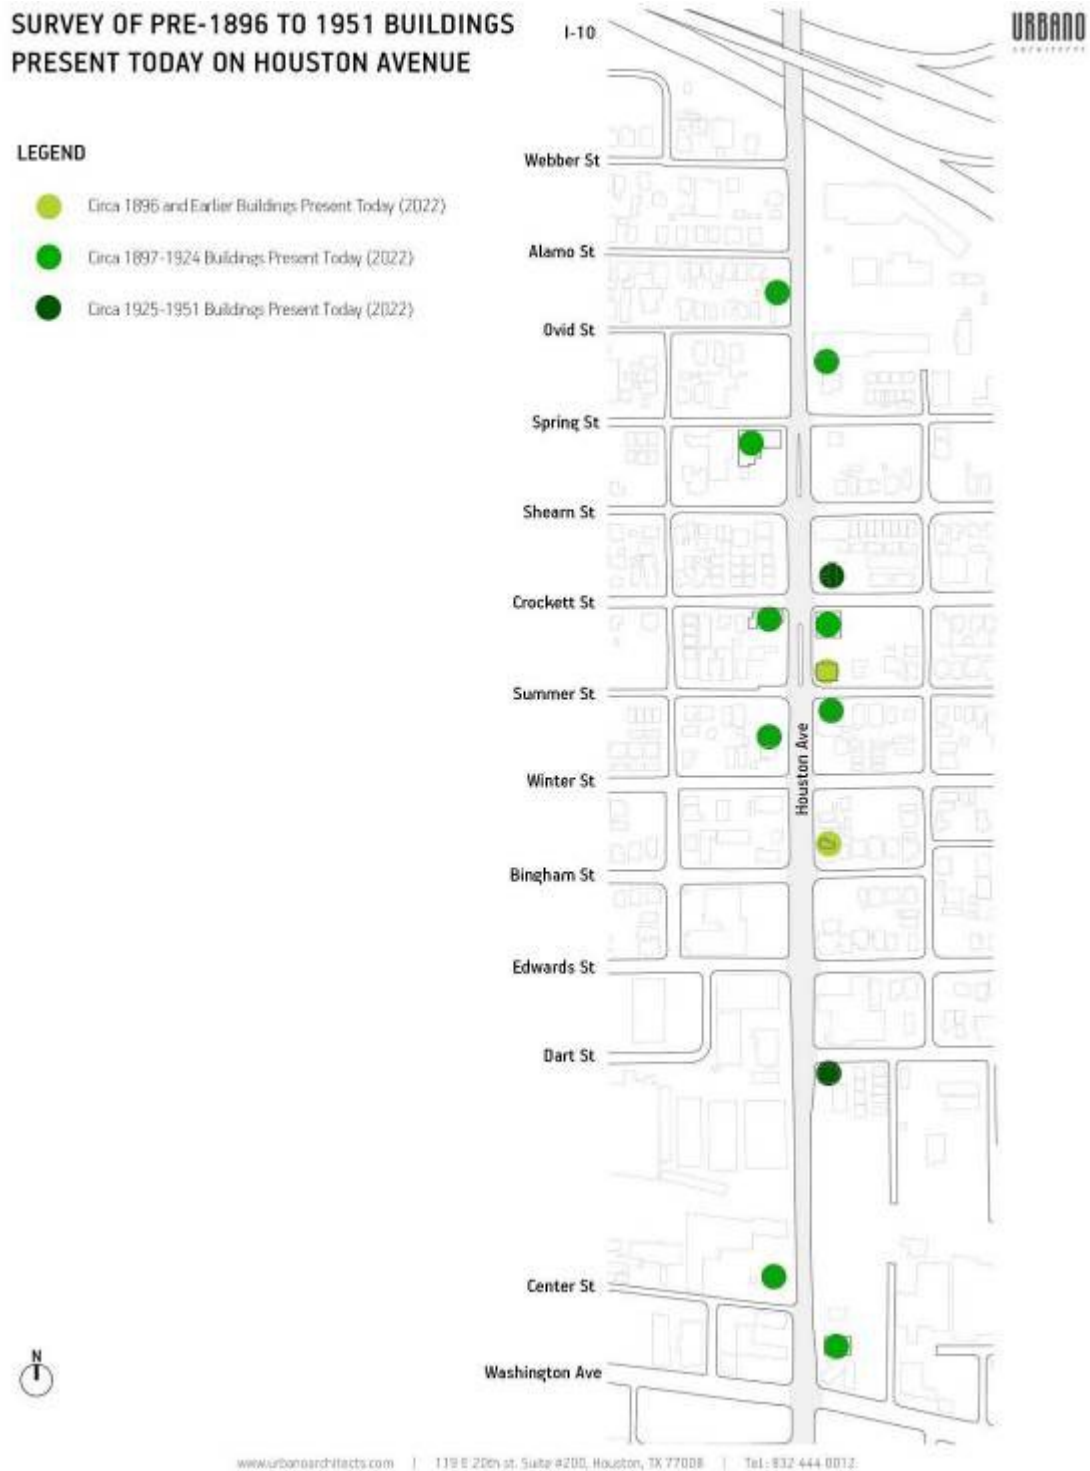 SURVEY OF PRE-1896 TO 1951 BUILDINGS
PRESENT TODAY ON HOUSTON AVENUE
URBANO
architects
LEGEND
Circa 1896 and Earlier Buildings Present Today (2022)
Circa 1897-1924 Buildings Present Today (2022)
Circa 1925-1951 Buildings Present Today (2022)
I-10
Webber St
Alamo St
Ovid St
Spring St
Shearn St
Crockett St
Summer St
Houston Ave
Winter St
Bingham St
Edwards St
Dart St
Center St
Washington Ave
N
www.urbanoarchitects.com | 119 E 20th st. Suite #200, Houston, TX 77008 | Tel.: 832 444 0012.